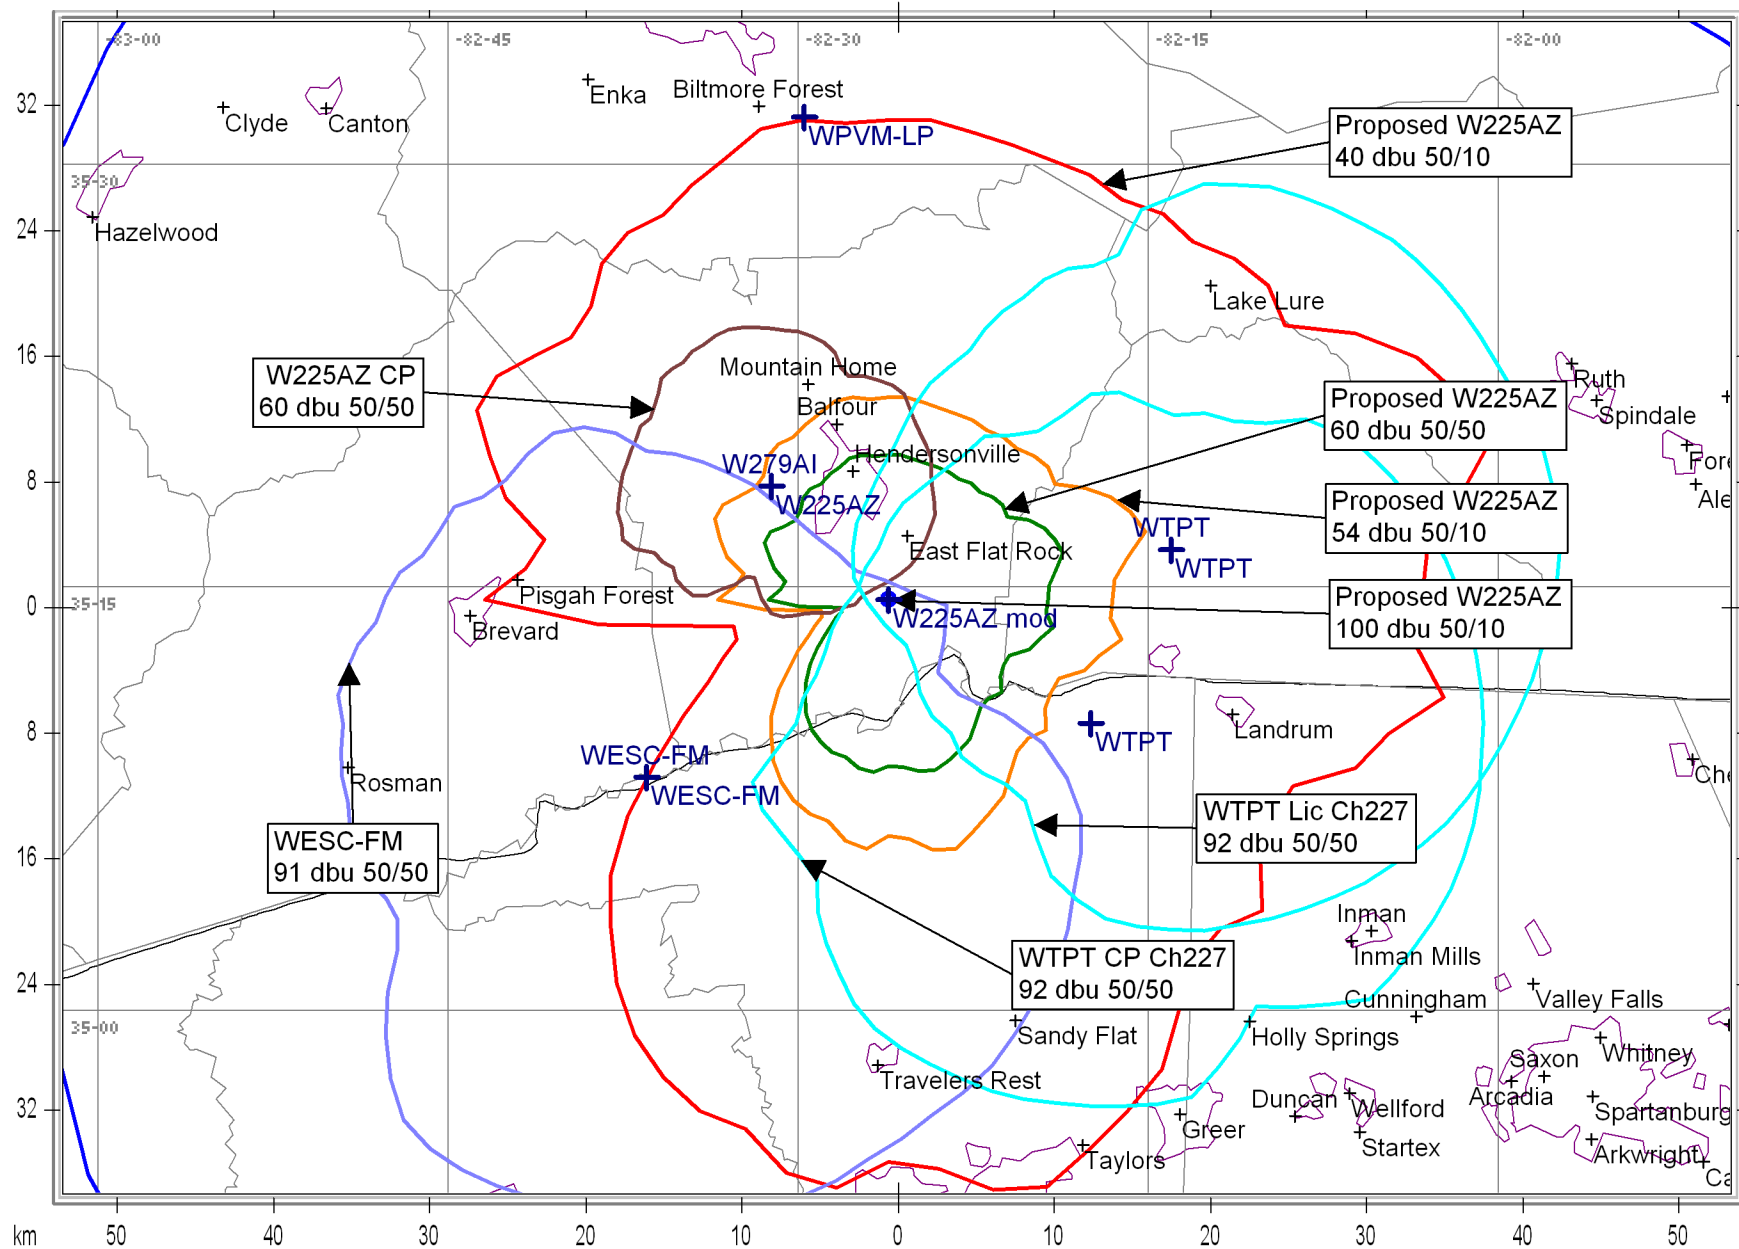 -83-00
-82-45
-82-30
-82-15
-82-00
Enka
Biltmore Forest
32
Clyde
Canton
WPVM-LP
Proposed W225AZ
40 dbu 50/10
35-30
24
Hazelwood
Lake Lure
16
W225AZ CP
60 dbu 50/50
Mountain Home
Balfour
Ruth
Spindale
Proposed W225AZ
60 dbu 50/50
Hendersonville
8
W279AI
W225AZ
Proposed W225AZ
54 dbu 50/10
WTPT
WTPT
East Flat Rock
35-15
0
Pisgah Forest
Brevard
W225AZ mod
Proposed W225AZ
100 dbu 50/10
8
Landrum
WTPT
WESC-FM
WESC-FM
Rosman
WESC-FM
91 dbu 50/50
WTPT Lic Ch227
92 dbu 50/50
16
Inman
Inman Mills
WTPT CP Ch227
92 dbu 50/50
24
Cunningham
Valley Falls
35-00
Sandy Flat
Holly Springs
Whitney
Saxon
Travelers Rest
Arcadia
Duncan
Wellford
Spartanburg
32
Greer
Startex
Taylors
Arkwright
km
50
40
30
20
10
0
10
20
30
40
50